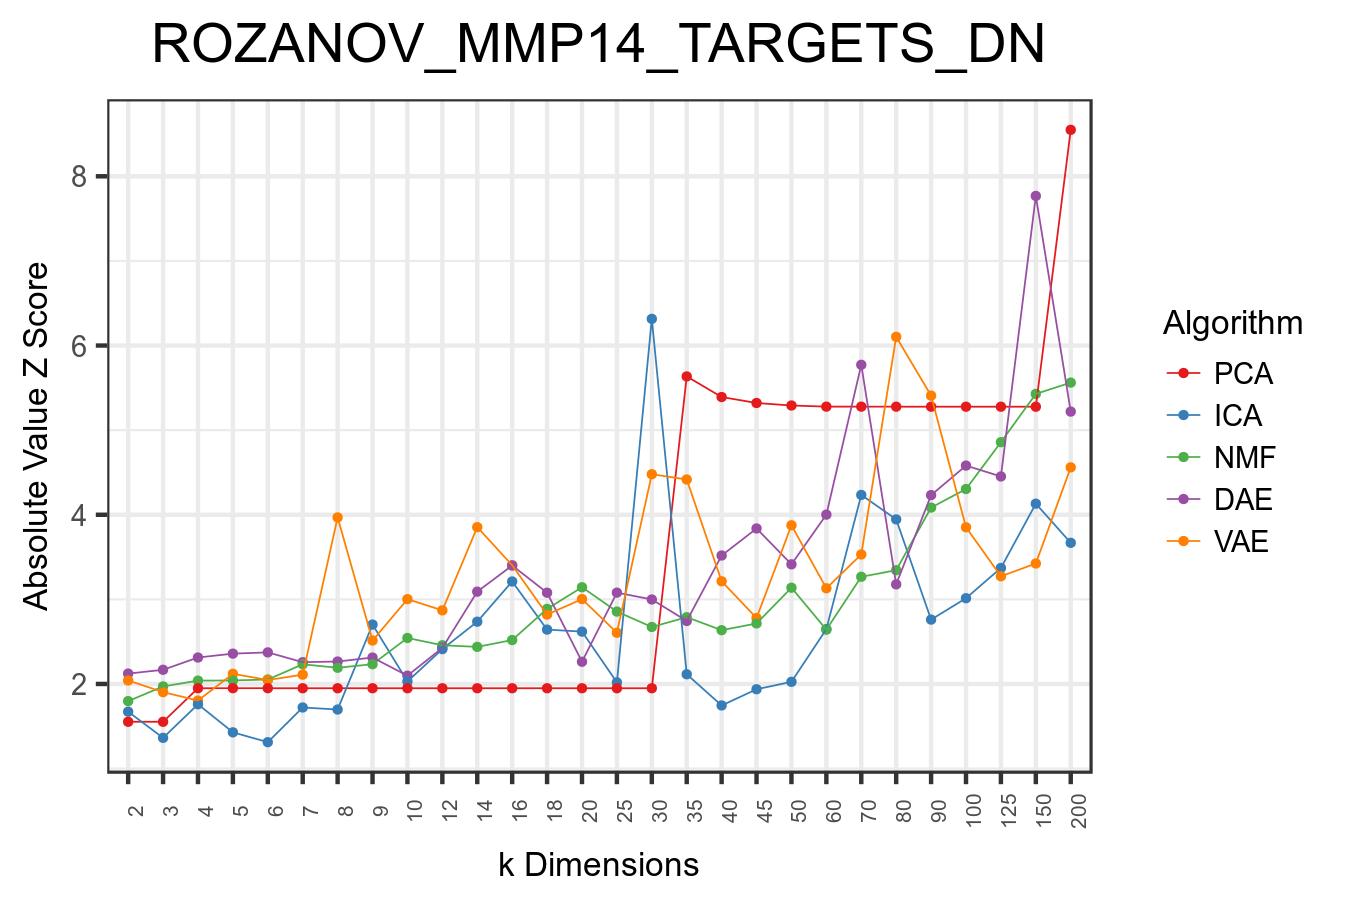 ROZANOV_MMP14_TARGETS_DN
Absolute Value Z Score
8
6
4
2
2 3 4 5 6 7 8 9 10 12 14 16 18 20 25 30 35 40 45 50 60 70 80 90 100 125 150 200
k Dimensions
Algorithm
PCA
ICA
NMF
DAE
VAE